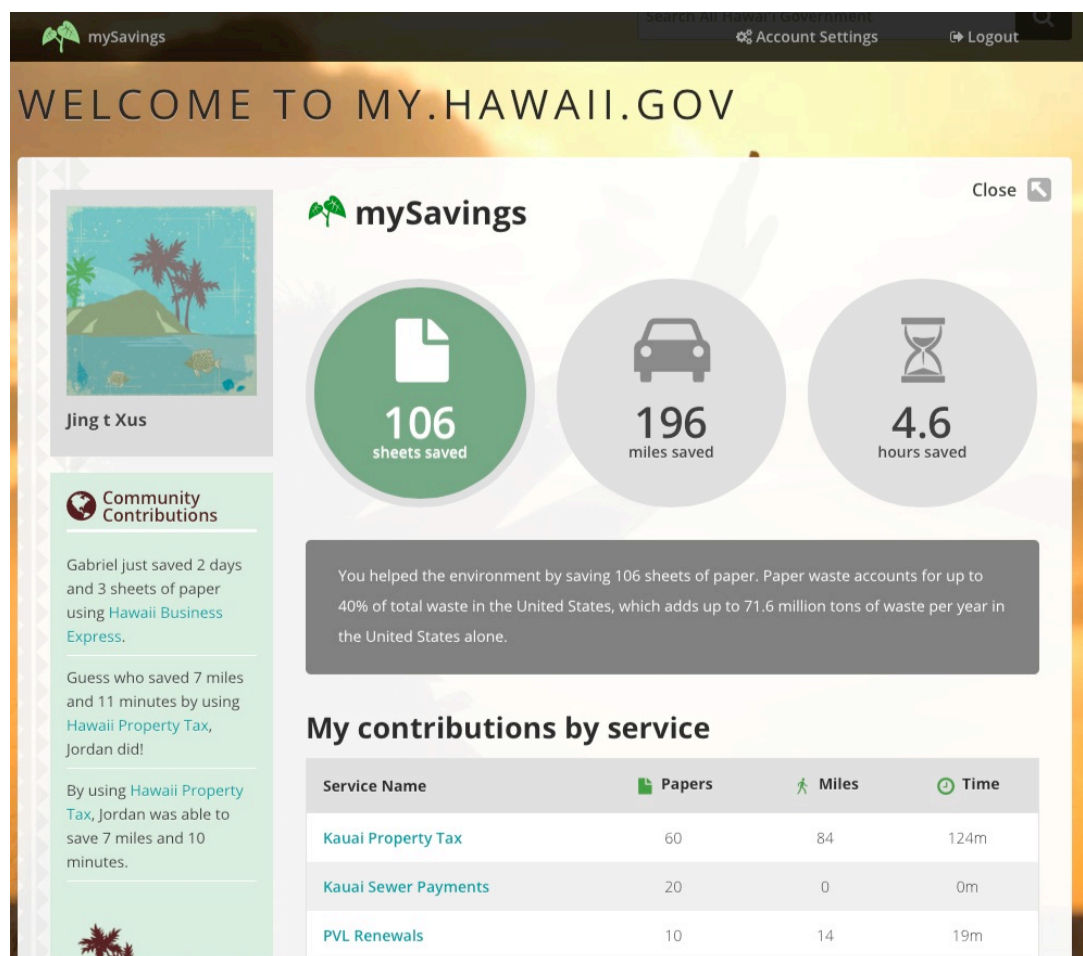 mySavings
Search All Hawai'i Government
Account Settings
Logout
WELCOME TO MY.HAWAII.GOV
Close
mySavings
Jing t Xus
106
sheets saved
196
miles saved
4.6
hours saved
Community
Contributions
Gabriel just saved 2 days
and 3 sheets of paper
using Hawaii Business
Express.
Guess who saved 7 miles
and 11 minutes by using
Hawaii Property Tax,
Jordan did!
By using Hawaii Property
Tax, Jordan was able to
save 7 miles and 10
minutes.
You helped the environment by saving 106 sheets of paper. Paper waste accounts for up to
40% of total waste in the United States, which adds up to 71.6 million tons of waste per year in
the United States alone.
My contributions by service
Service Name Papers Miles Time
Kauai Property Tax 60 84 124m
Kauai Sewer Payments 20 0 0m
PVL Renewals 10 14 19m